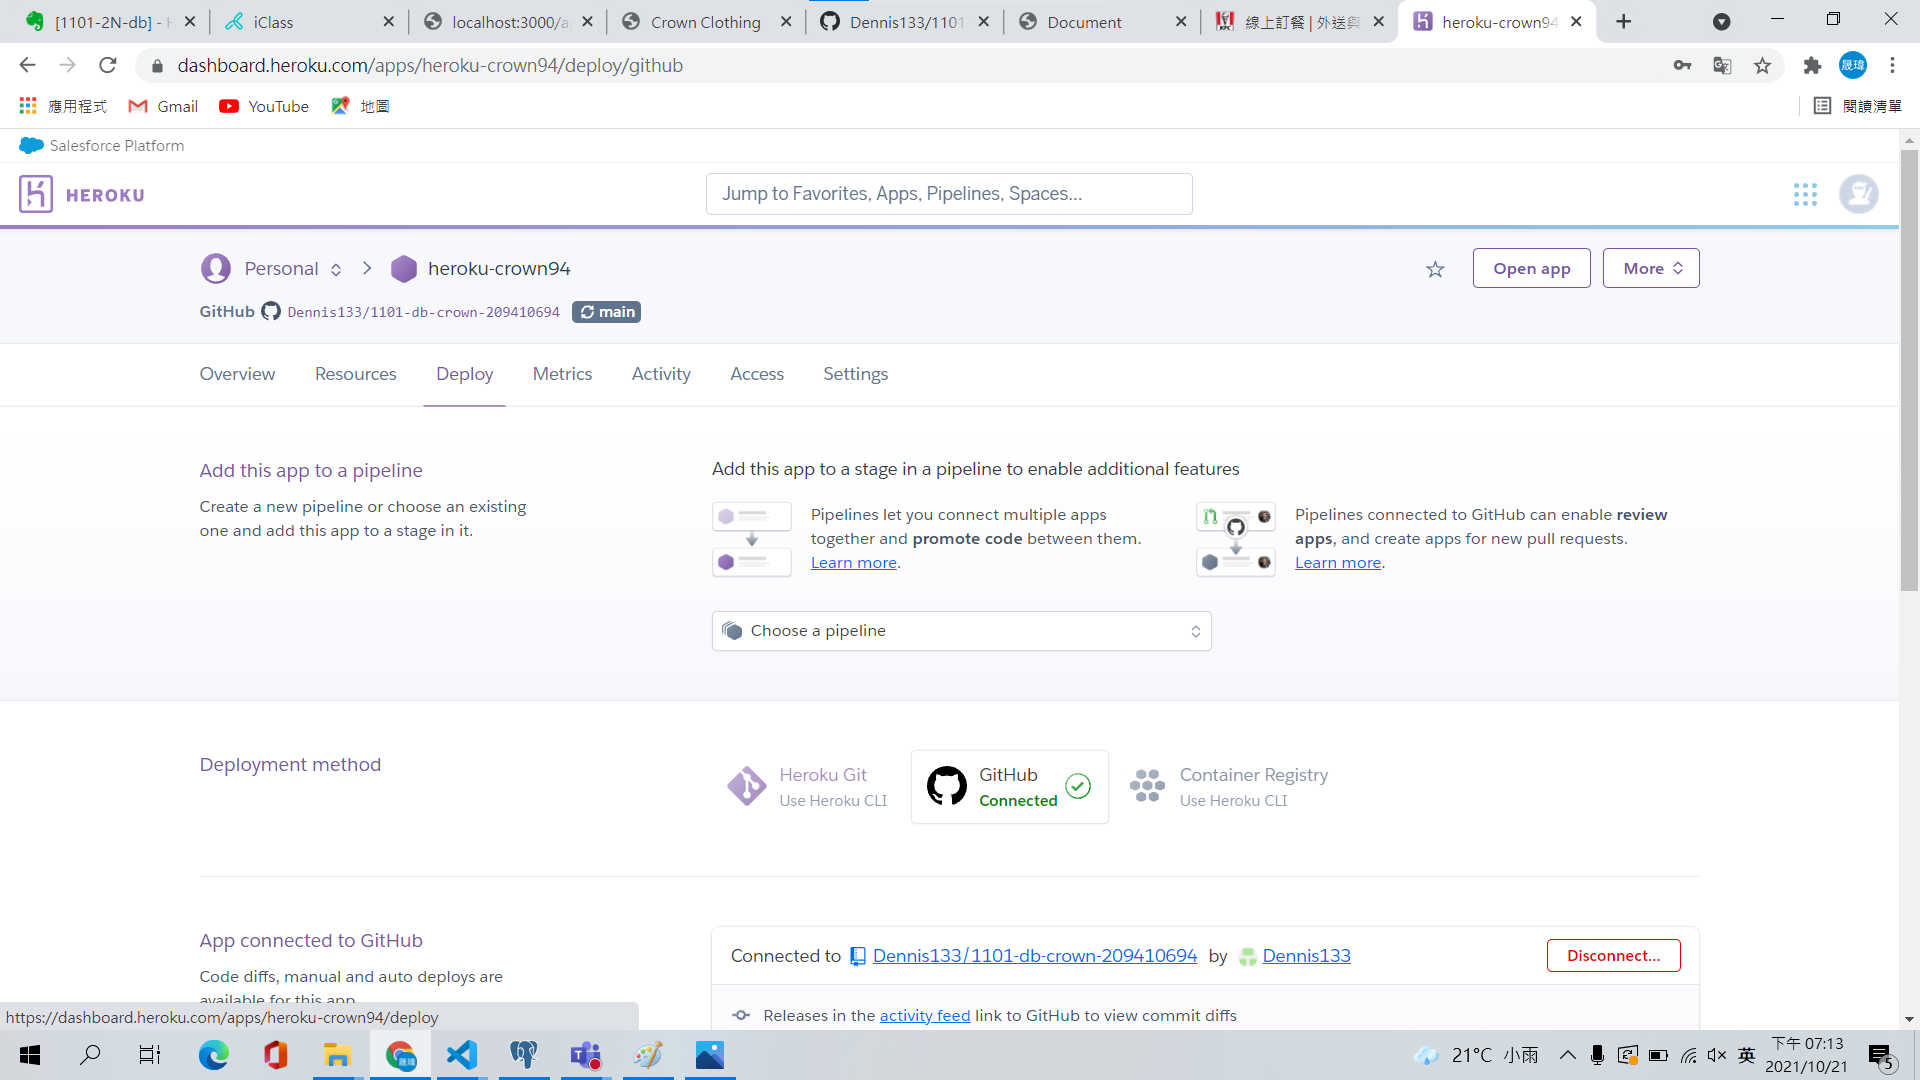 [1101-2N-db] - H
iClass
localhost:3000/a
Crown Clothing
Dennis133/1101
Document
線上訂餐 | 外送與
heroku-crown94
dashboard.heroku.com/apps/heroku-crown94/deploy/github
晟瑋
應用程式
Gmail
YouTube
地圖
閱讀清單
Salesforce Platform
HEROKU
Jump to Favorites, Apps, Pipelines, Spaces...
Personal
heroku-crown94
Open app
More
GitHub
Dennis133/1101-db-crown-209410694
main
Overview
Resources
Deploy
Metrics
Activity
Access
Settings
Add this app to a pipeline
Create a new pipeline or choose an existing
one and add this app to a stage in it.
Add this app to a stage in a pipeline to enable additional features
Pipelines let you connect multiple apps
together and promote code between them.
Learn more.
Pipelines connected to GitHub can enable review
apps, and create apps for new pull requests.
Learn more.
Choose a pipeline
Deployment method
Heroku Git
Use Heroku CLI
GitHub
Connected
Container Registry
Use Heroku CLI
App connected to GitHub
Code diffs, manual and auto deploys are
available for this app.
Connected to Dennis133/1101-db-crown-209410694 by Dennis133
Disconnect...
Releases in the activity feed link to GitHub to view commit diffs
https://dashboard.heroku.com/apps/heroku-crown94/deploy
晟瑋
21°C 小雨
英
下午 07:13
2021/10/21
5